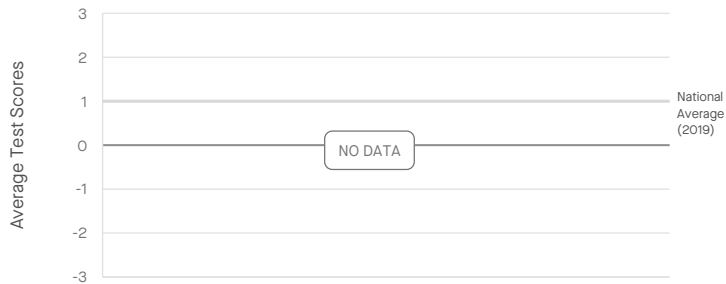 Average Test Scores
3
2
1
0
-1
-2
-3
NO DATA
National
Average
(2019)